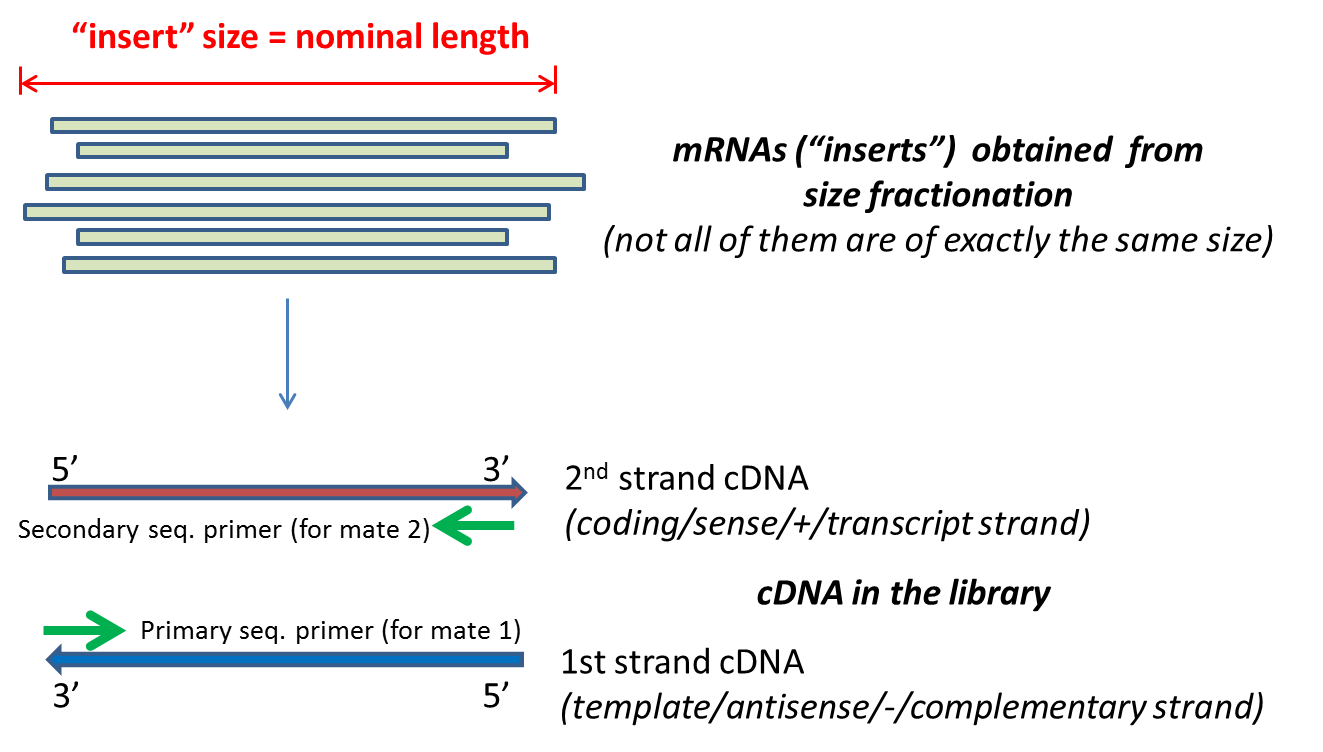 “insert” size = nominal length
mRNAs (“inserts”) obtained from
size fractionation
(not all of them are of exactly the same size)
5’ 3’
2nd strand cDNA
(coding/sense/+/transcript strand)
Secondary seq. primer (for mate 2)
cDNA in the library
Primary seq. primer (for mate 1)
1st strand cDNA
3’ 5’
(template/antisense/-/complementary strand)